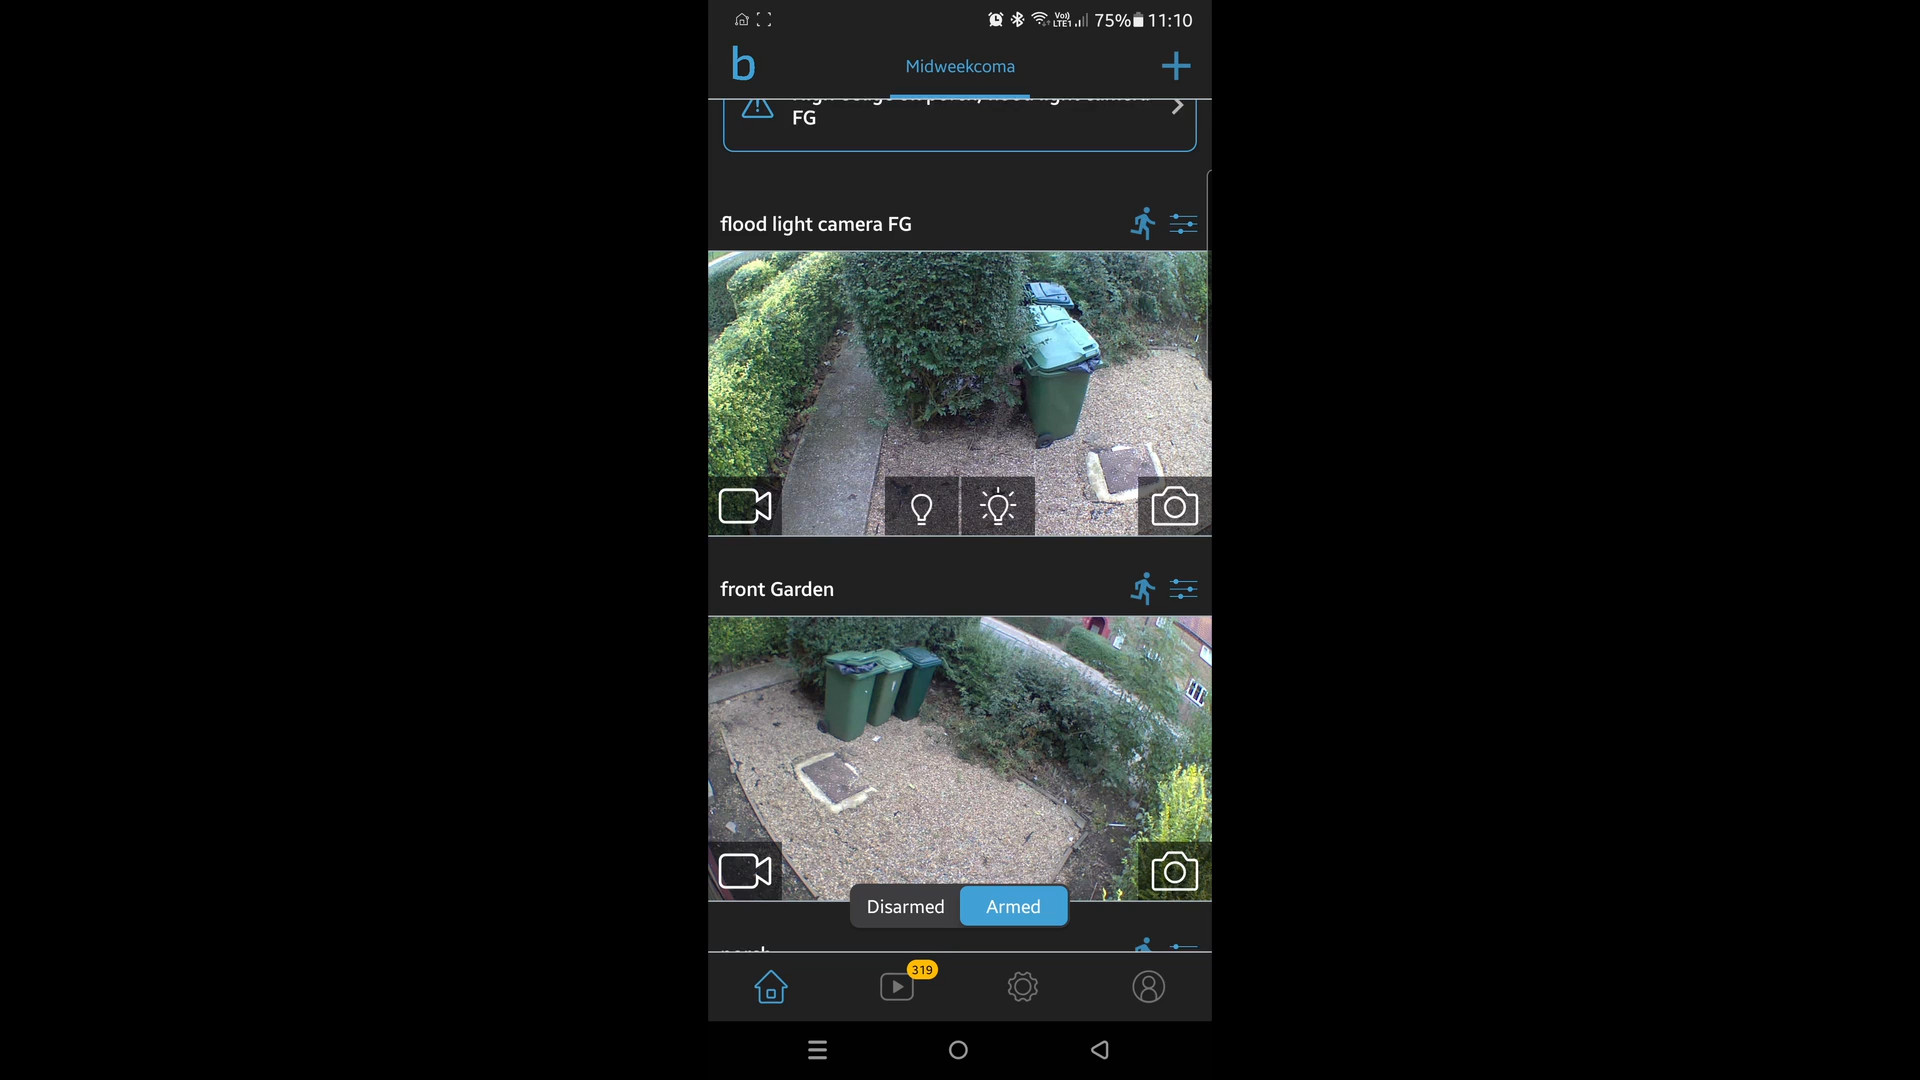 75% 11:10
b
Midweekcoma
FG
flood light camera FG
front Garden
Disarmed Armed
319